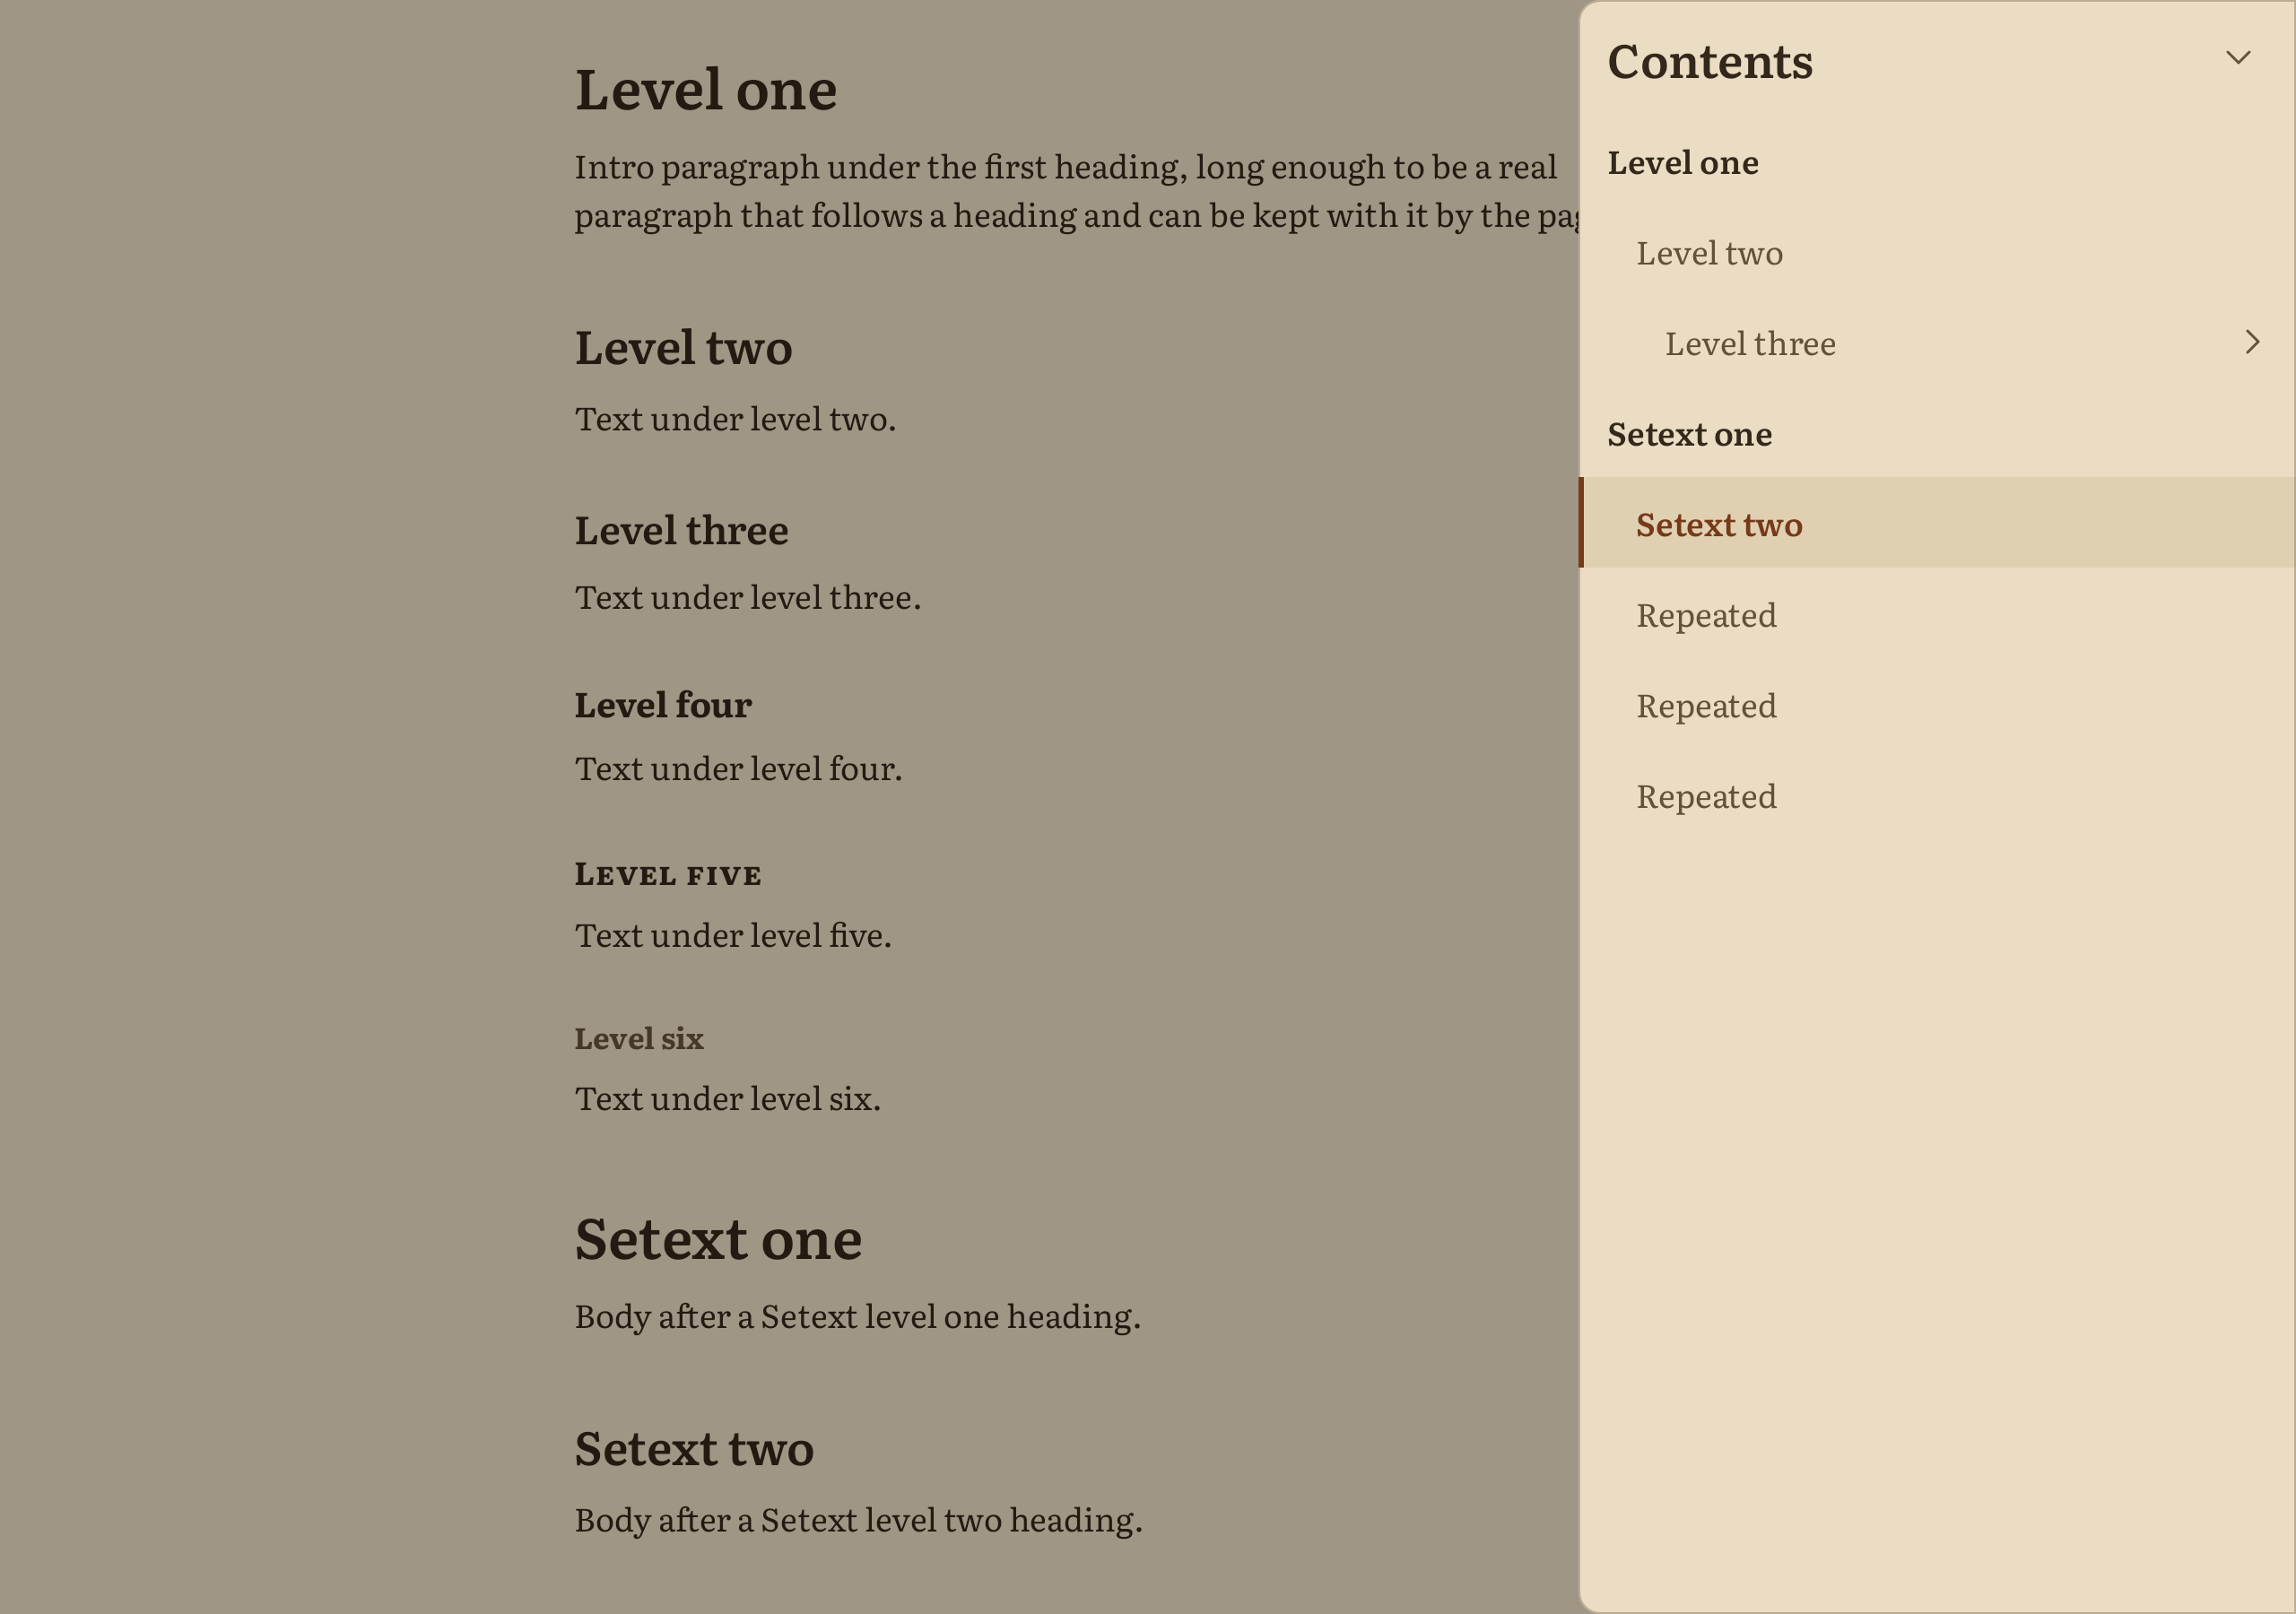 Level one
Intro paragraph under the first heading, long enough to be a real
paragraph that follows a heading and can be kept with it by the
Level two
Text under level two.
Level three
Text under level three.
Level four
Text under level four.
Level five
Text under level five.
Level six
Text under level six.
Setext one
Body after a Setext level one heading.
Setext two
Body after a Setext level two heading.
Contents
Level one
Level two
Level three
Setext one
Setext two
Repeated
Repeated
Repeated